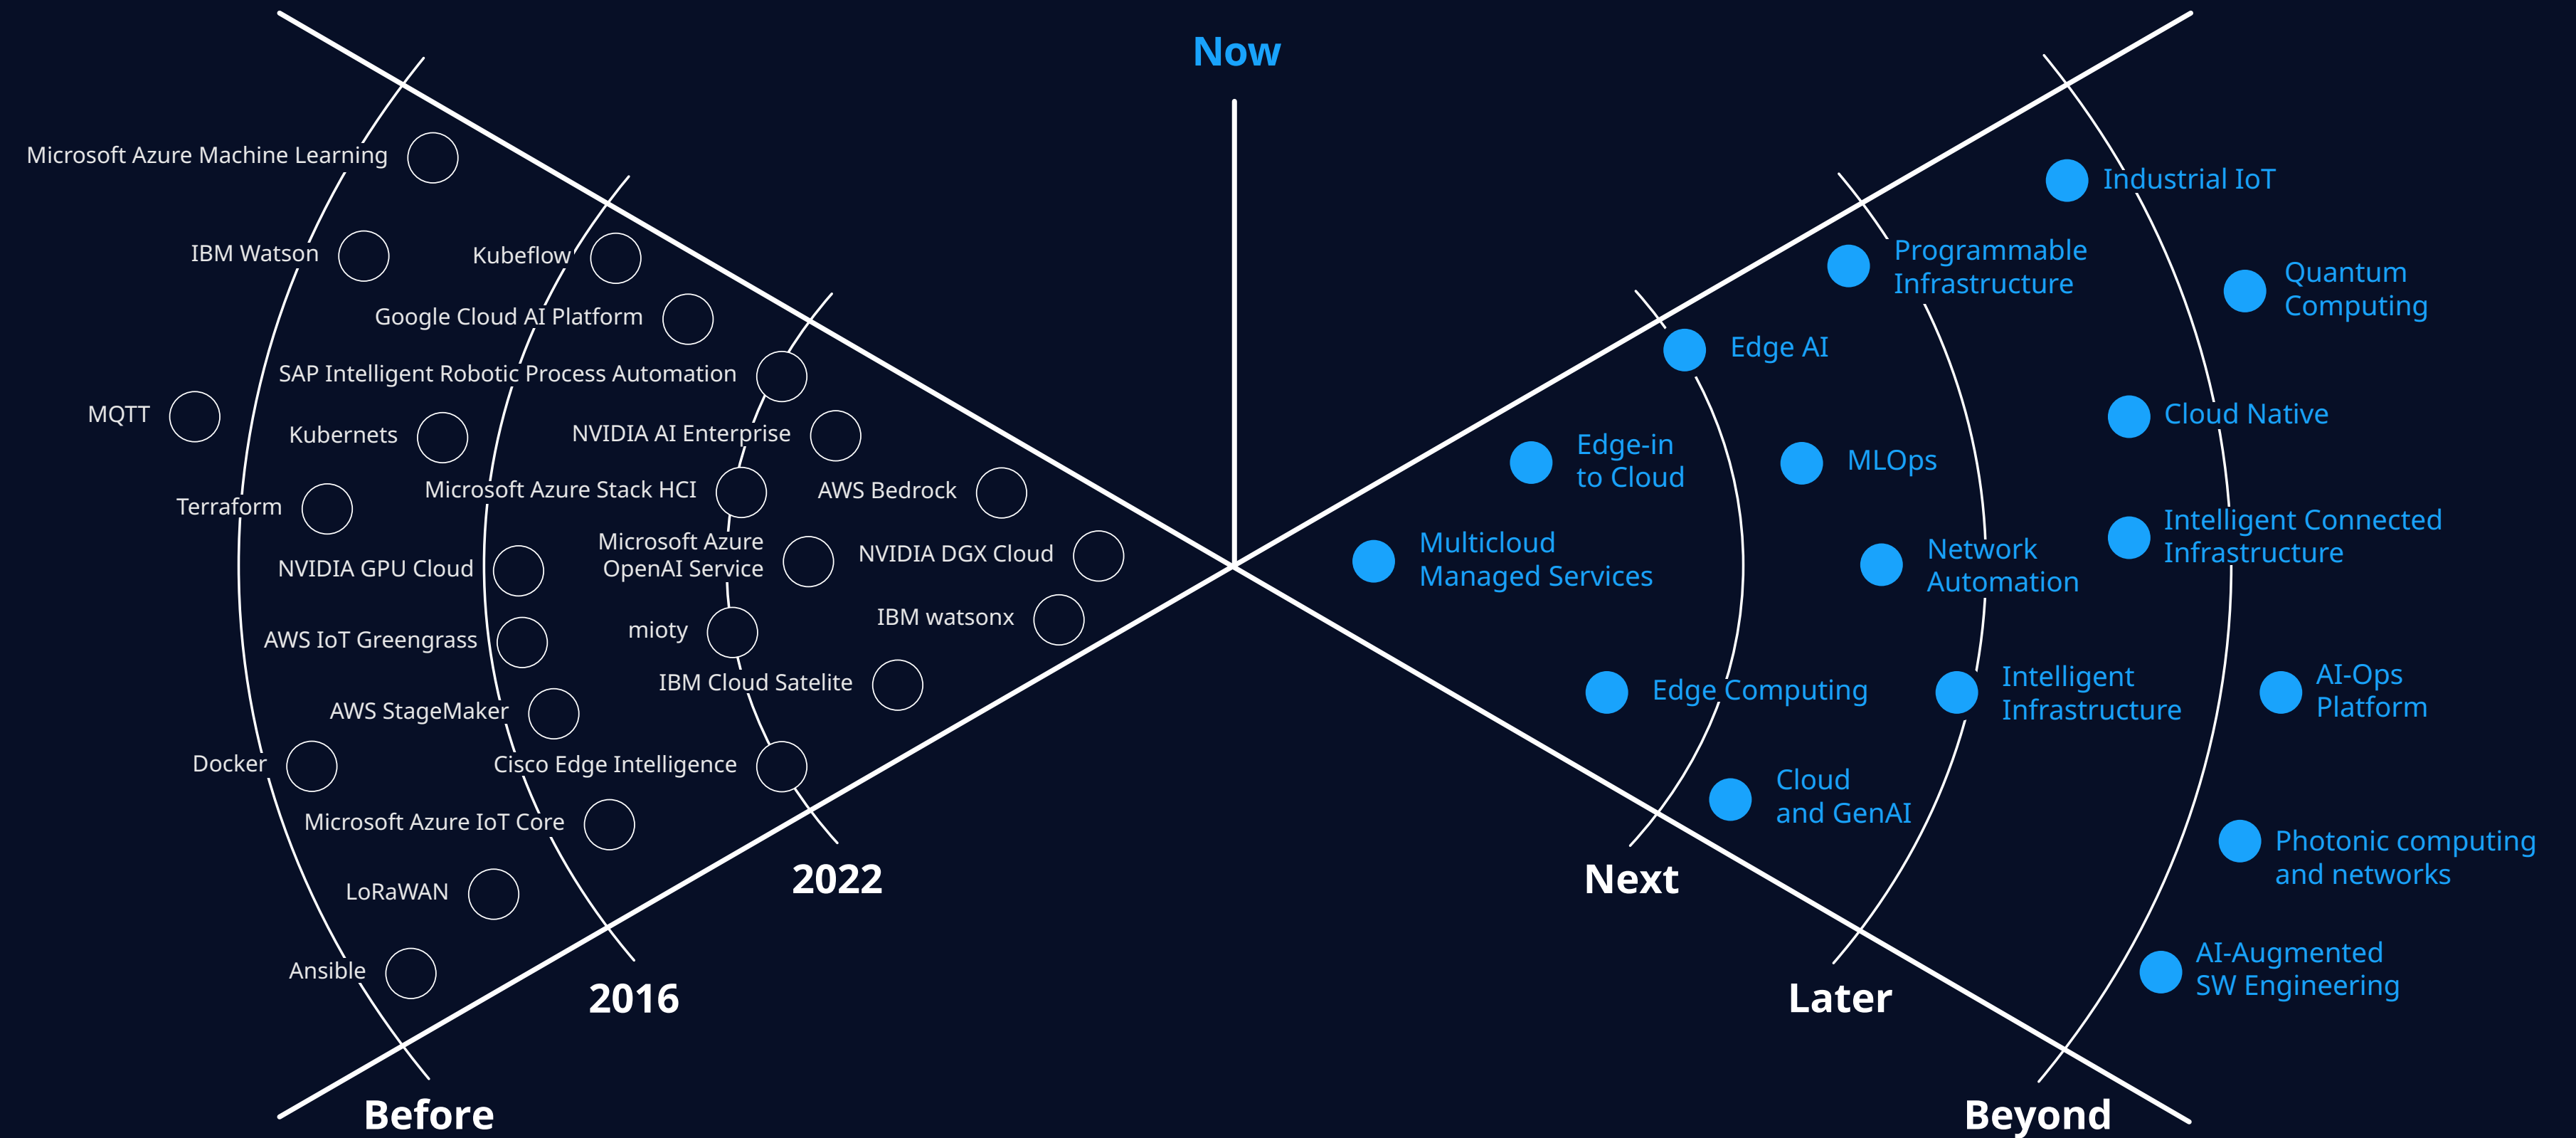 Now
Microsoft Azure Machine Learning
IBM Watson
Kubeflow
Google Cloud AI Platform
SAP Intelligent Robotic Process Automation
MQTT
Kubernets
NVIDIA AI Enterprise
Microsoft Azure Stack HCI
AWS Bedrock
Terraform
Microsoft Azure
OpenAI Service
NVIDIA DGX Cloud
NVIDIA GPU Cloud
IBM watsonx
mioty
AWS IoT Greengrass
IBM Cloud Satelite
AWS StageMaker
Docker
Cisco Edge Intelligence
Microsoft Azure IoT Core
LoRaWAN
Ansible
2022
2016
Before
Industrial IoT
Programmable
Infrastructure
Quantum
Computing
Edge AI
Cloud Native
Edge-in
to Cloud
MLOps
Intelligent Connected
Infrastructure
Multicloud
Managed Services
Network
Automation
Edge Computing
Intelligent
Infrastructure
AI-Ops
Platform
Cloud
and GenAI
Photonic computing
and networks
AI-Augmented
SW Engineering
Next
Later
Beyond